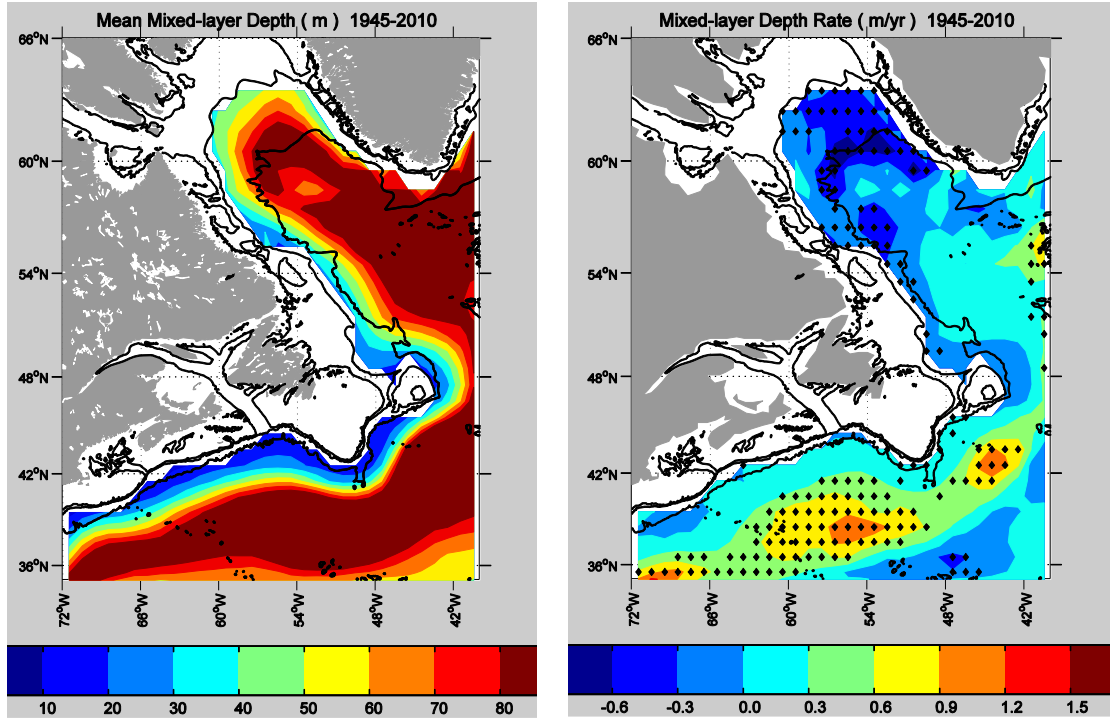 Mean Mixed-layer Depth ( m )  1945-2010
66°N
60°N
54°N
48°N
42°N
36°N
72°W
66°W
60°W
54°W
48°W
42°W
10 20 30 40 50 60 70 80
Mixed-layer Depth Rate ( m/yr )  1945-2010
66°N
60°N
54°N
48°N
42°N
36°N
72°W
66°W
60°W
54°W
48°W
42°W
-0.6 -0.3 0.0 0.3 0.6 0.9 1.2 1.5